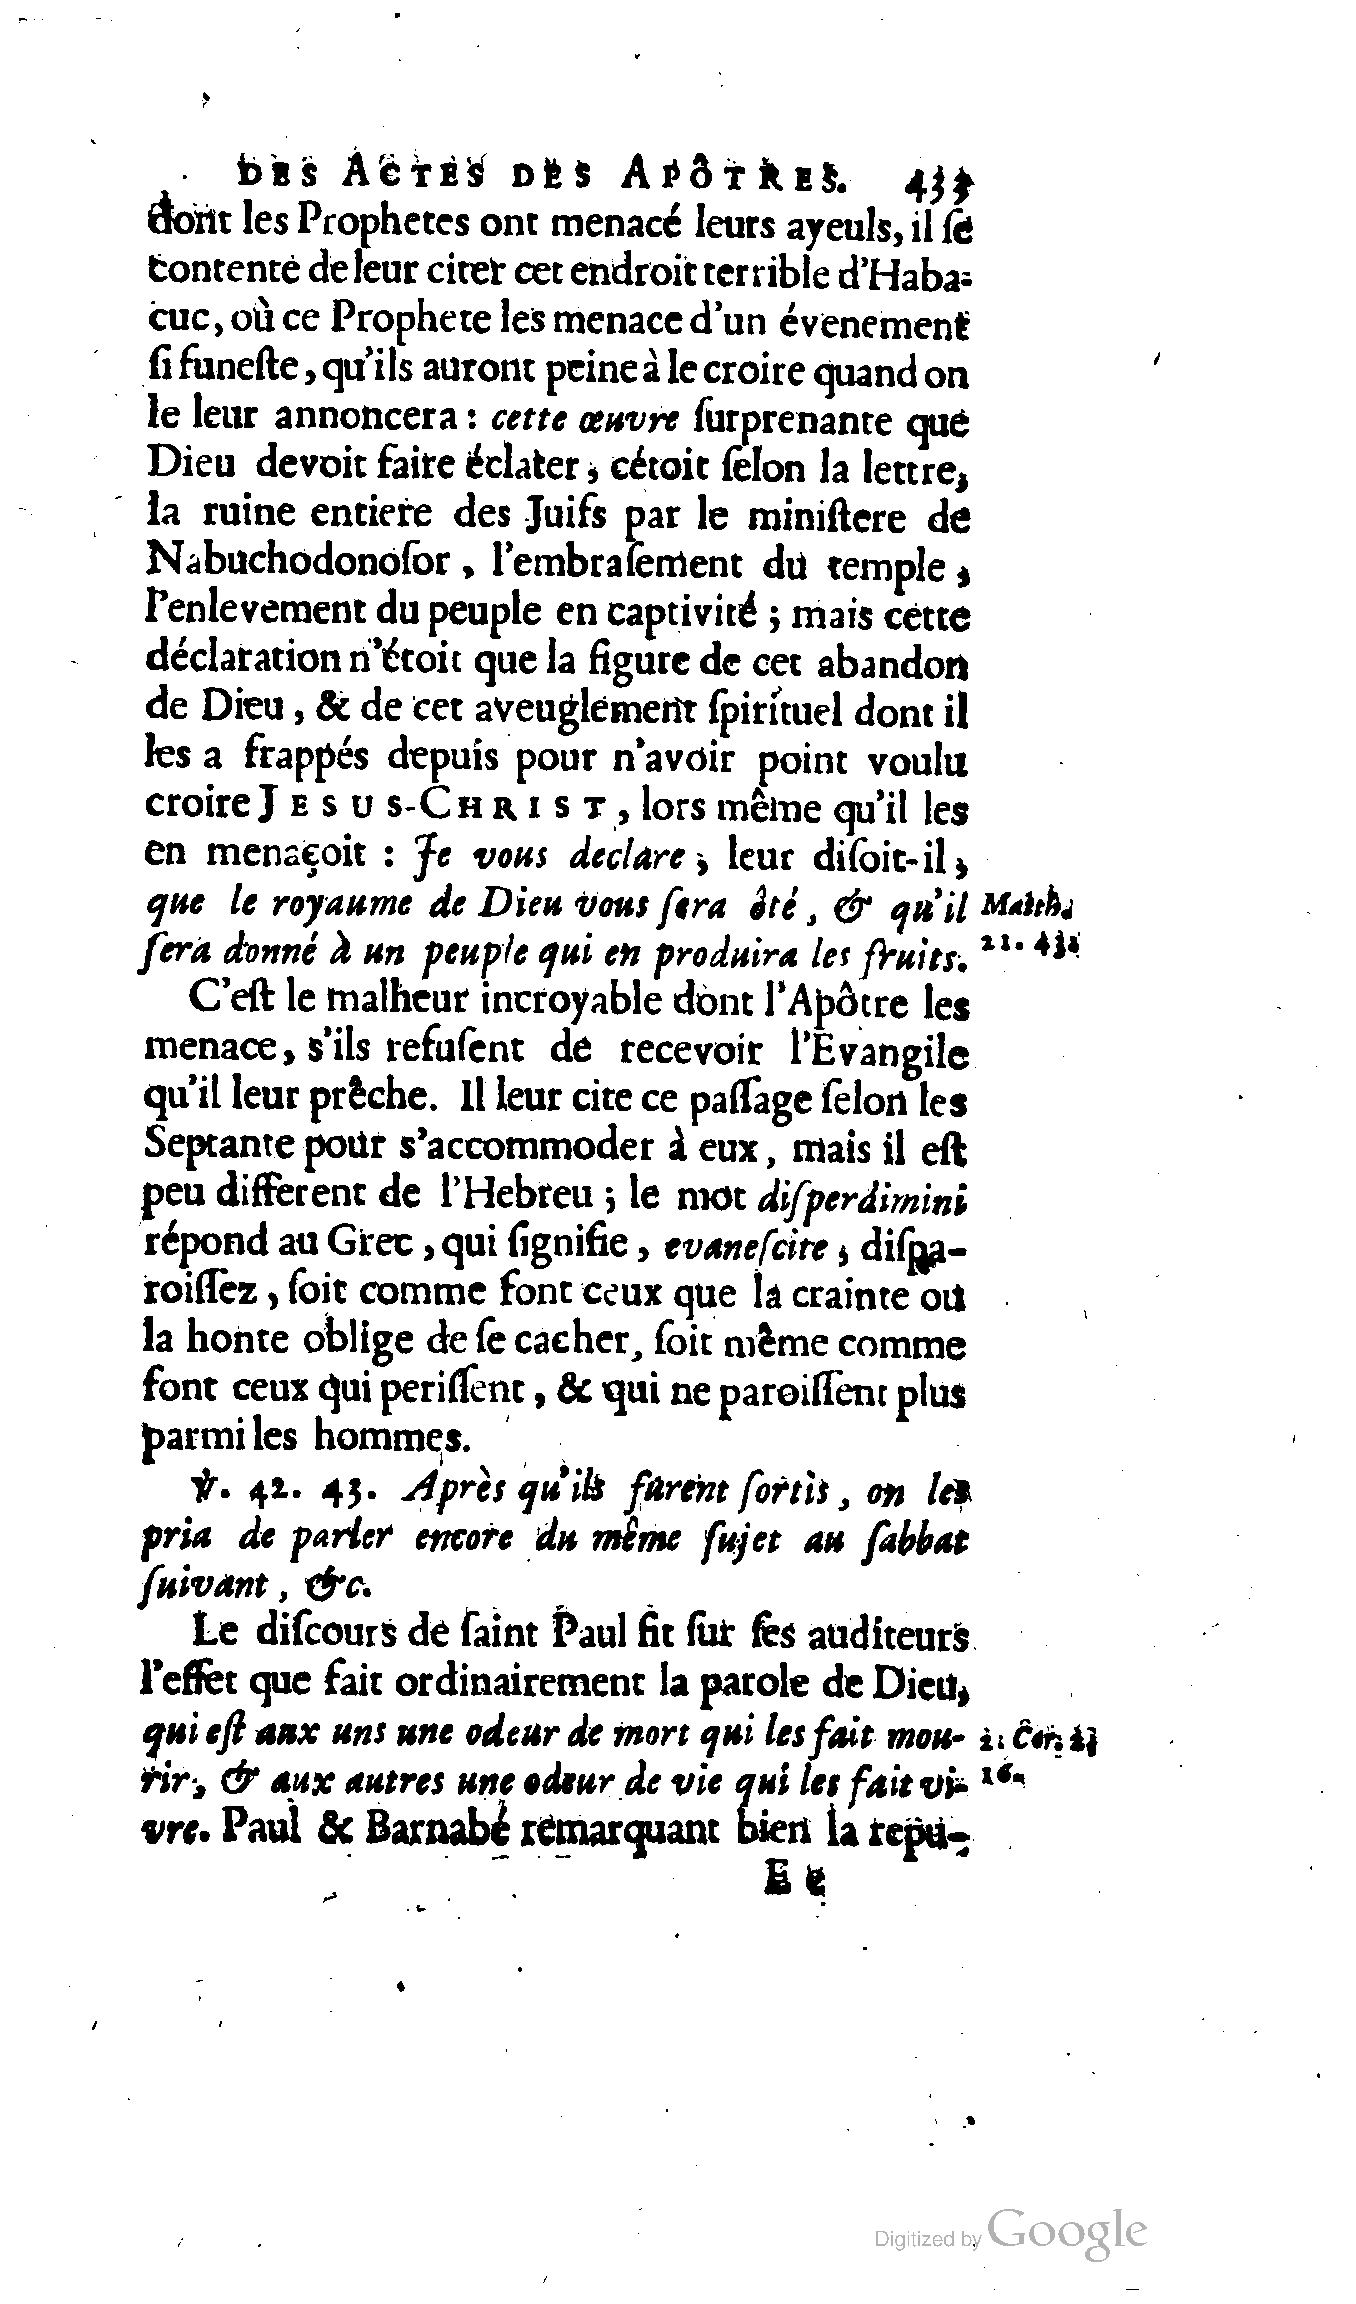 DES ACTES DES APÔTRES. 433
dont les Prophetes ont menacé leurs ayeuls, il ſe
contente de leur citer cet endroit terrible d'Haba-
cuc, où ce Prophete les menace d'un évenement
ſi funeſte, qu'ils auront peine à le croire quand on
le leur annoncera : cette œuvre ſurprenante que
Dieu devoit faire éclater, cétoit ſelon la lettre,
la ruine entiere des Juifs par le miniſtere de
Nabuchodonoſor, l'embraſement du temple,
l'enlevement du peuple en captivité ; mais cette
déclaration n'étoit que la figure de cet abandon
de Dieu, & de cet aveuglement ſpirituel dont il
les a frappés depuis pour n'avoir point voulu
croire JESUS-CHRIST, lors même qu'il les
en menaçoit : Je vous declare, leur diſoit-il,
que le royaume de Dieu vous ſera ôté, & qu'il Matth.
ſera donné à un peuple qui en produira les fruits. 21. 43.
C'eſt le malheur incroyable dont l'Apôtre les
menace, s'ils refuſent de recevoir l'Evangile
qu'il leur prêche. Il leur cite ce paſſage ſelon les
Septante pour s'accommoder à eux, mais il eſt
peu different de l'Hebreu ; le mot diſperdimini
répond au Grec, qui ſignifie, evaneſcite, diſpa-
roiſſez, ſoit comme font ceux que la crainte ou
la honte oblige de ſe cacher, ſoit même comme
font ceux qui periſſent, & qui ne paroiſſent plus
parmi les hommes.
℣. 42. 43. Après qu'ils furent ſortis, on les
pria de parler encore du même ſujet au ſabbat
ſuivant, &c.
Le diſcours de ſaint Paul fit ſur ſes auditeurs
l'effet que fait ordinairement la parole de Dieu,
qui eſt aux uns une odeur de mort qui les fait mou- 2. Cor. 2.
rir, & aux autres une odeur de vie qui les fait vi- 16.
vre. Paul & Barnabé remarquant bien la repu-
E e
Digitized by Google